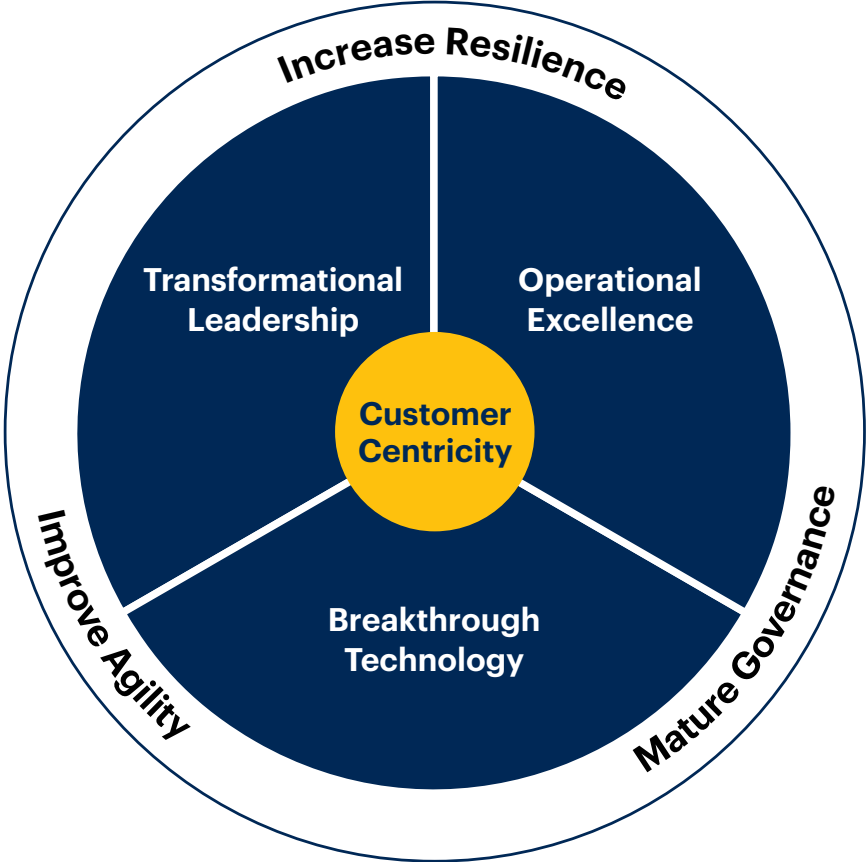 Increase Resilience
Transformational
Leadership
Operational
Excellence
Customer
Centricity
Breakthrough
Technology
Improve Agility
Mature Governance